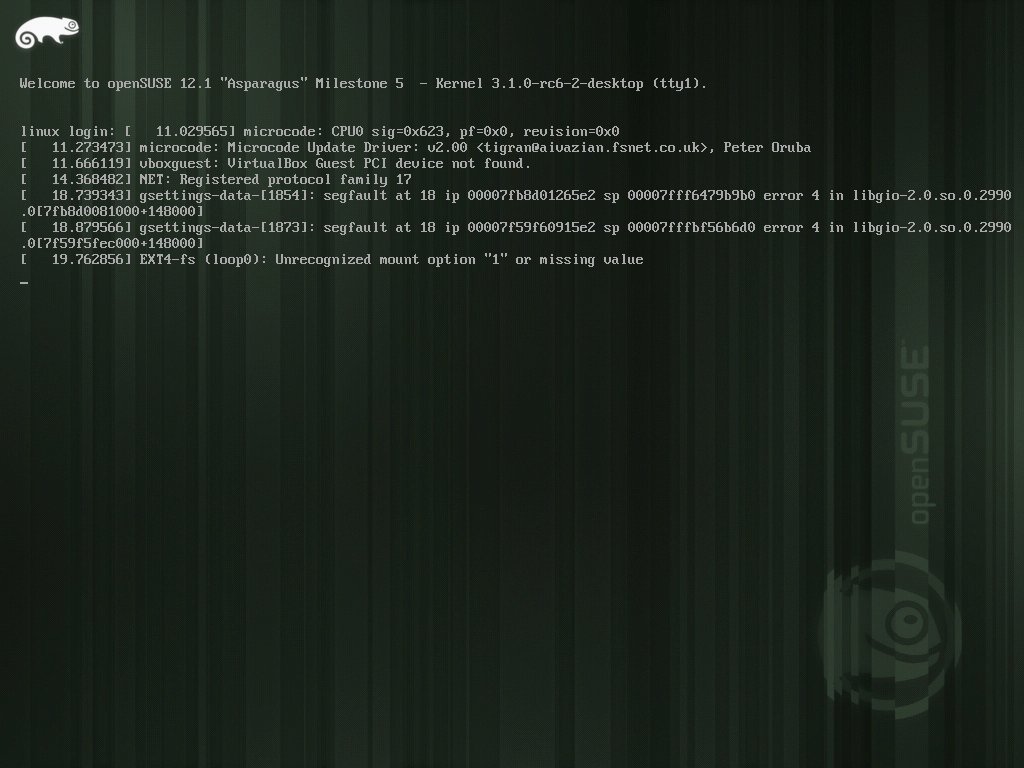 Welcome to openSUSE 12.1 "Asparagus" Milestone 5  - Kernel 3.1.0-rc6-2-desktop (tty1).
linux login: [   11.029565] microcode: CPU0 sig=0x623, pf=0x0, revision=0x0
[   11.273473] microcode: Microcode Update Driver: v2.00 <tigran@aivazian.fsnet.co.uk>, Peter Oruba
[   11.666119] vboxguest: VirtualBox Guest PCI device not found.
[   14.368482] NET: Registered protocol family 17
[   18.739343] gsettings-data-[1854]: segfault at 18 ip 00007fb8d01265e2 sp 00007fff6479b9b0 error 4 in libgio-2.0.so.0.2990
.0[7fb8d0081000+148000]
[   18.879566] gsettings-data-[1873]: segfault at 18 ip 00007f59f60915e2 sp 00007fffbf56b6d0 error 4 in libgio-2.0.so.0.2990
.0[7f59f5fec000+148000]
[   19.762856] EXT4-fs (loop0): Unrecognized mount option "1" or missing value
_
openSUSE